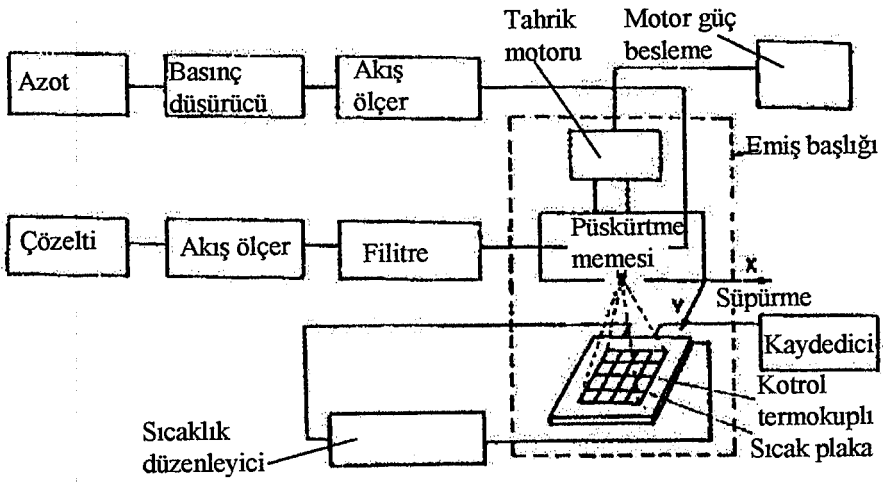 Tahrik
motoru
Motor güç
besleme
Azot
Basınç
düşürücü
Akış
ölçer
Emiş başlığı
Çözelti
Akış ölçer
Filitre
Püskürtme
memesi
X
Y
Süpürme
Kaydedici
Kotrol
termokuplı
Sıcak plaka
Sıcaklık
düzenleyici